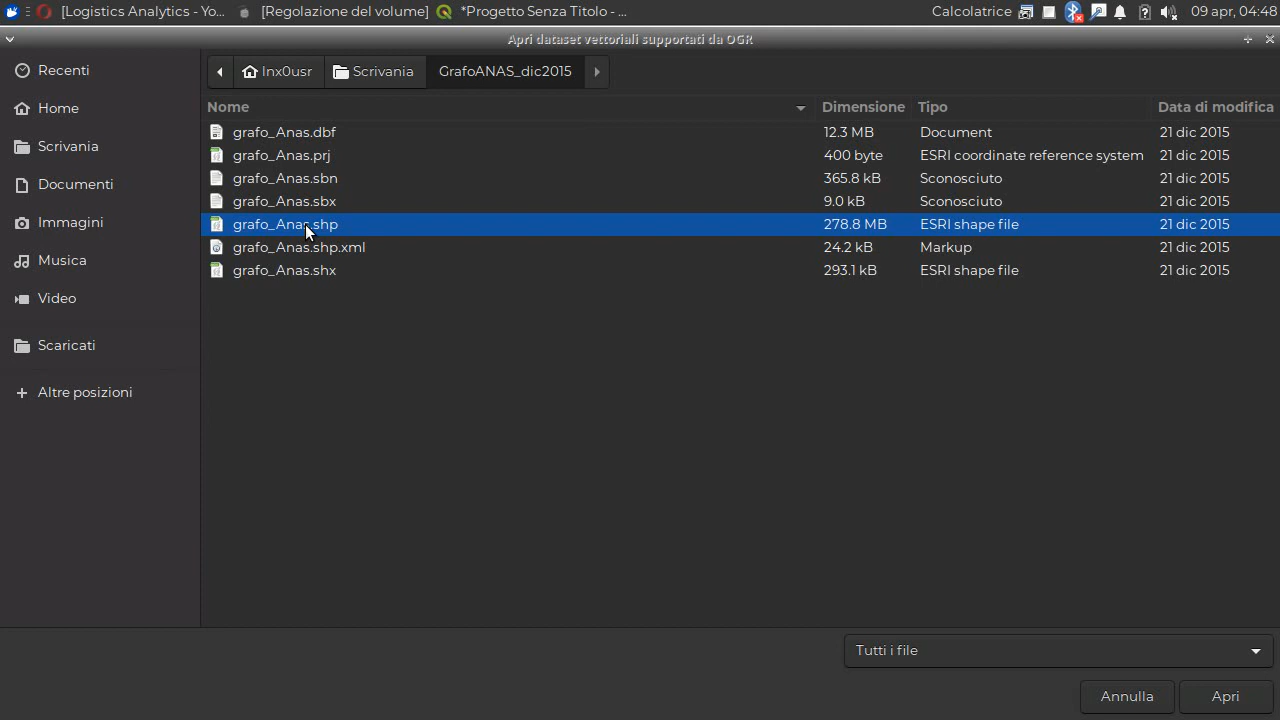 [Logistics Analytics - Yo... [Regolazione del volume] *Progetto Senza Titolo - ... Calcolatrice 09 apr, 04:48
Apri dataset vettoriali supportati da OGR
Recenti
Home
Scrivania
Documenti
Immagini
Musica
Video
Scaricati
Altre posizioni
lnx0usr Scrivania GrafoANAS_dic2015
Nome Dimensione Tipo Data di modifica
grafo_Anas.dbf 12.3 MB Document 21 dic 2015
grafo_Anas.prj 400 byte ESRI coordinate reference system 21 dic 2015
grafo_Anas.sbn 365.8 kB Sconosciuto 21 dic 2015
grafo_Anas.sbx 9.0 kB Sconosciuto 21 dic 2015
grafo_Anas.shp 278.8 MB ESRI shape file 21 dic 2015
grafo_Anas.shp.xml 24.2 kB Markup 21 dic 2015
grafo_Anas.shx 293.1 kB ESRI shape file 21 dic 2015
Tutti i file
Annulla Apri